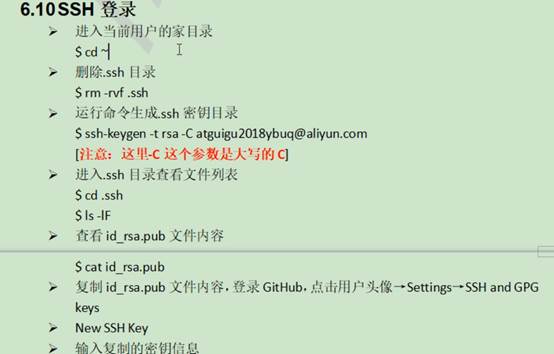 6.10SSH 登录
➢ 进入当前用户的家目录
$ cd ~
➢ 删除.ssh 目录
$ rm -rvf .ssh
➢ 运行命令生成.ssh 密钥目录
$ ssh-keygen -t rsa -C atguigu2018ybuq@aliyun.com
[注意：这里-C 这个参数是大写的 C]
➢ 进入.ssh 目录查看文件列表
$ cd .ssh
$ ls -lF
➢ 查看 id_rsa.pub 文件内容
$ cat id_rsa.pub
➢ 复制 id_rsa.pub 文件内容，登录 GitHub，点击用户头像→Settings→SSH and GPG
keys
➢ New SSH Key
➢ 输入复制的密钥信息